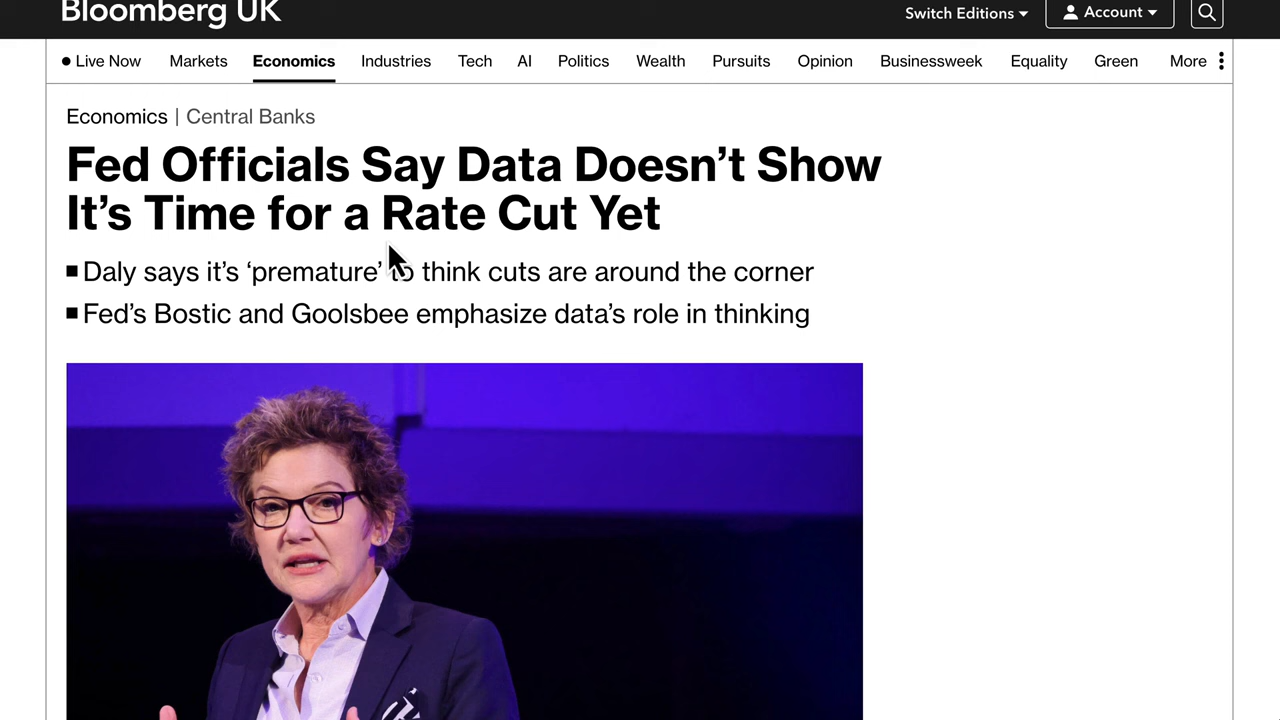 Bloomberg UK
Switch Editions
Account
Live Now Markets Economics Industries Tech AI Politics Wealth Pursuits Opinion Businessweek Equality Green More
Economics | Central Banks
Fed Officials Say Data Doesn’t Show
It’s Time for a Rate Cut Yet
Daly says it’s ‘premature’ to think cuts are around the corner
Fed’s Bostic and Goolsbee emphasize data’s role in thinking